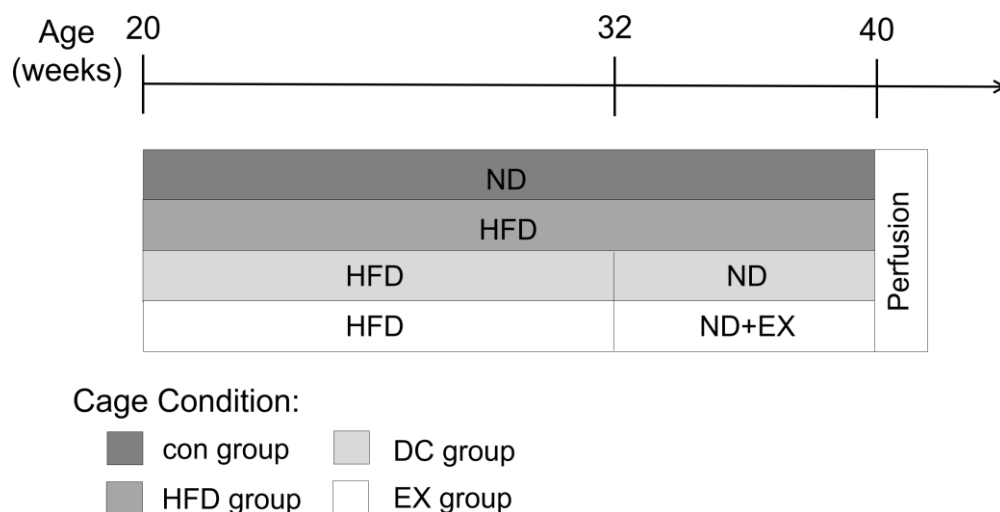 Age
(weeks)
20
32
40
ND
HFD
HFD
ND
HFD
ND+EX
Perfusion
Cage Condition:
con group
DC group
HFD group
EX group